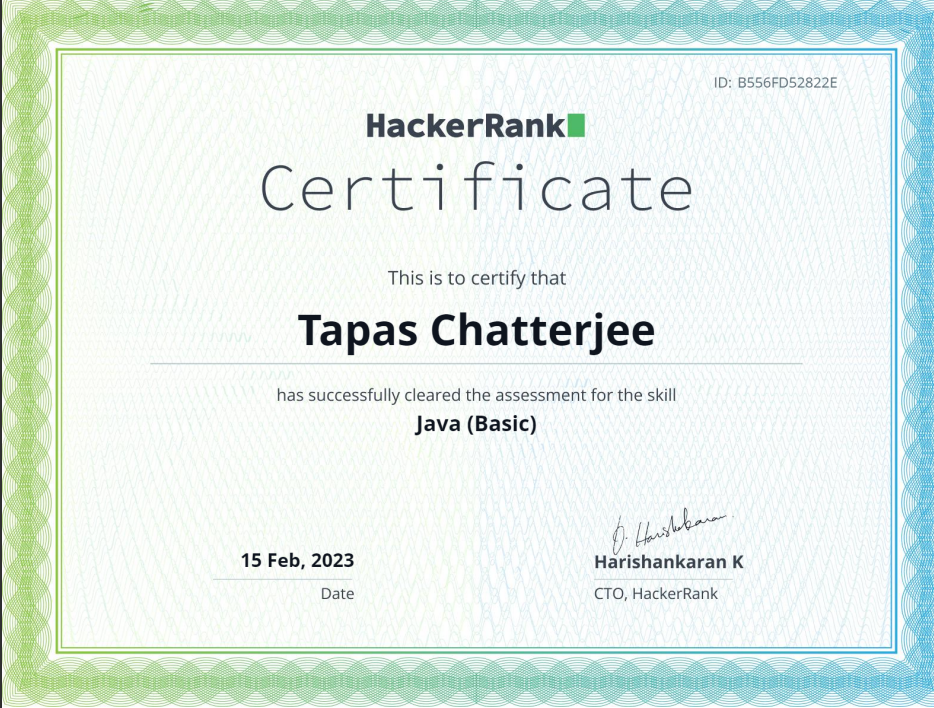 ID: B556FD52822E
HackerRank
Certificate
This is to certify that
Tapas Chatterjee
has successfully cleared the assessment for the skill
Java (Basic)
15 Feb, 2023
Date
Harishankaran K
CTO, HackerRank